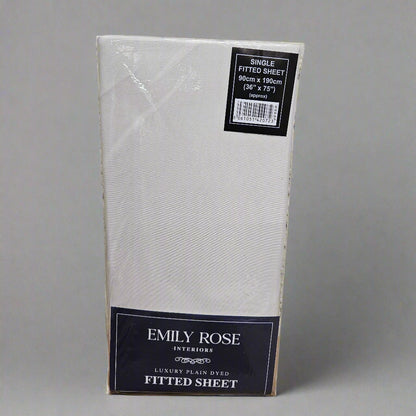 SINGLE
FITTED SHEET
90cm x 190cm
(36" x 75")
(approx)
EMILY ROSE
·INTERIORS
LUXURY PLAIN DYED
FITTED SHEET